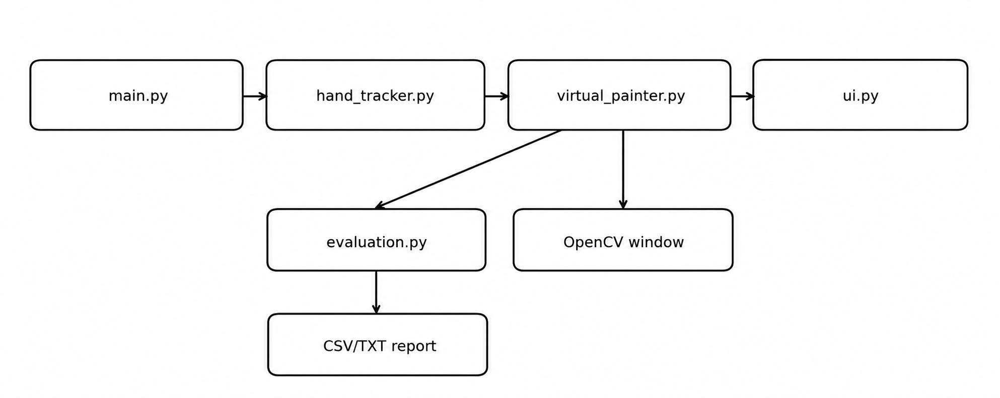 main.py
hand_tracker.py
virtual_painter.py
ui.py
evaluation.py
OpenCV window
CSV/TXT report